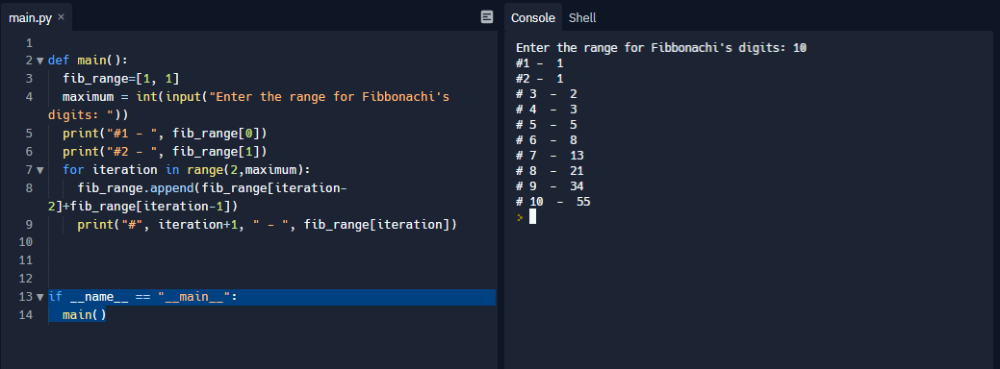 main.py ×
1
2 def main():
3 fib_range=[1, 1]
4 maximum = int(input("Enter the range for Fibbonachi's
digits: "))
5 print("#1 - ", fib_range[0])
6 print("#2 - ", fib_range[1])
7 for iteration in range(2,maximum):
8 fib_range.append(fib_range[iteration-
2]+fib_range[iteration-1])
9 print("#", iteration+1, " - ", fib_range[iteration])
10
11
12
13 if __name__ == "__main__":
14 main()
Console Shell
Enter the range for Fibbonachi's digits: 10
#1 -  1
#2 -  1
# 3  -  2
# 4  -  3
# 5  -  5
# 6  -  8
# 7  -  13
# 8  -  21
# 9  -  34
# 10  -  55
>